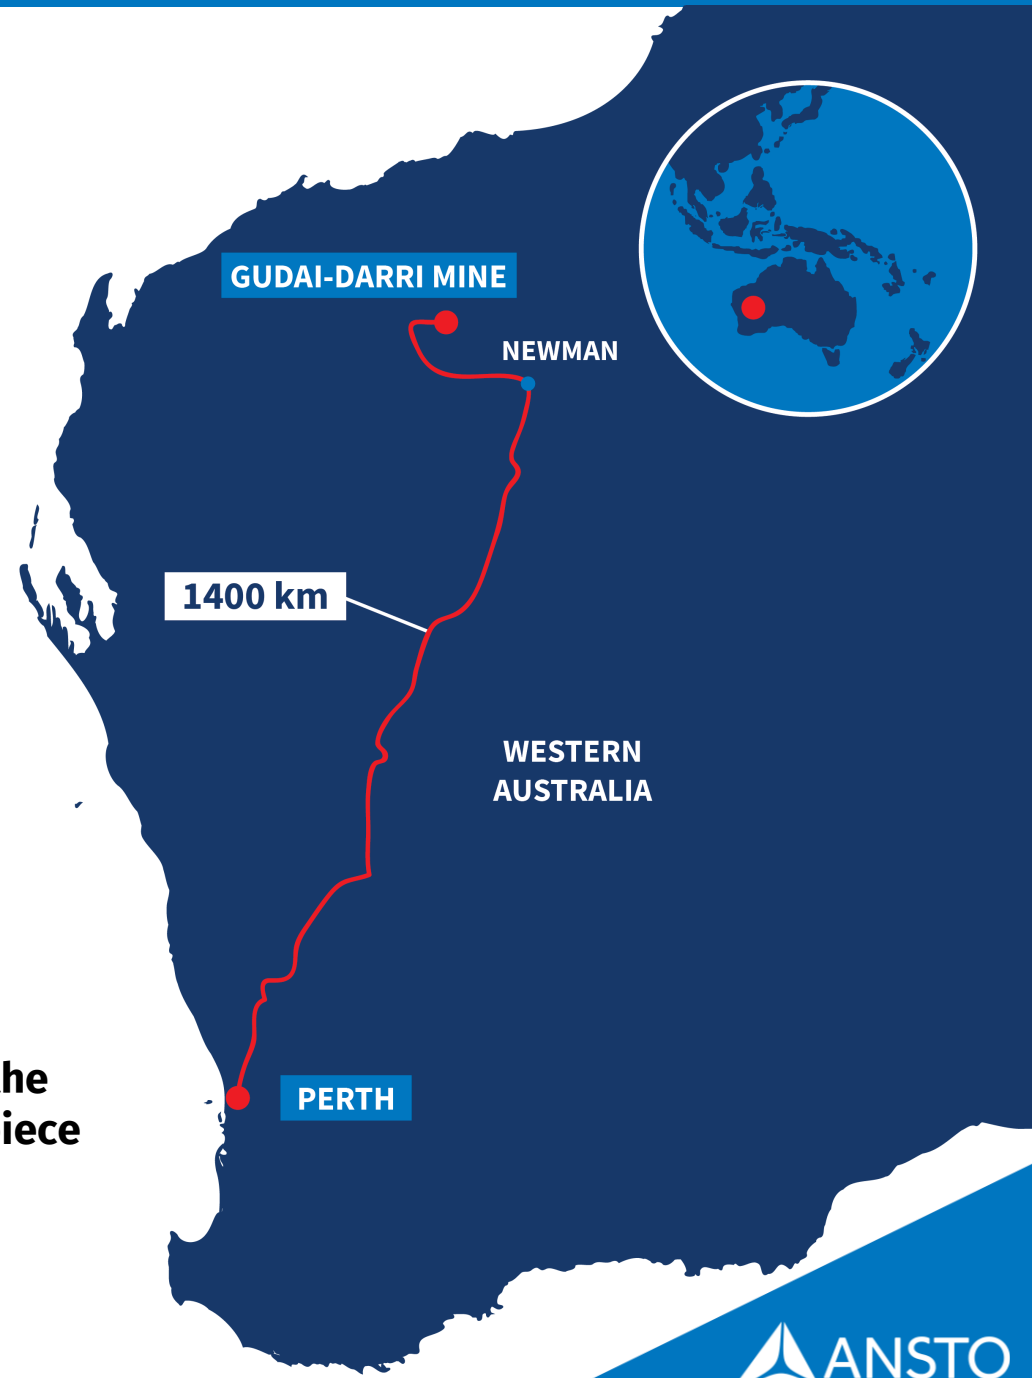 GUDAI-DARRI MINE
NEWMAN
1400 km
WESTERN
AUSTRALIA
he
iece
PERTH
ANSTO